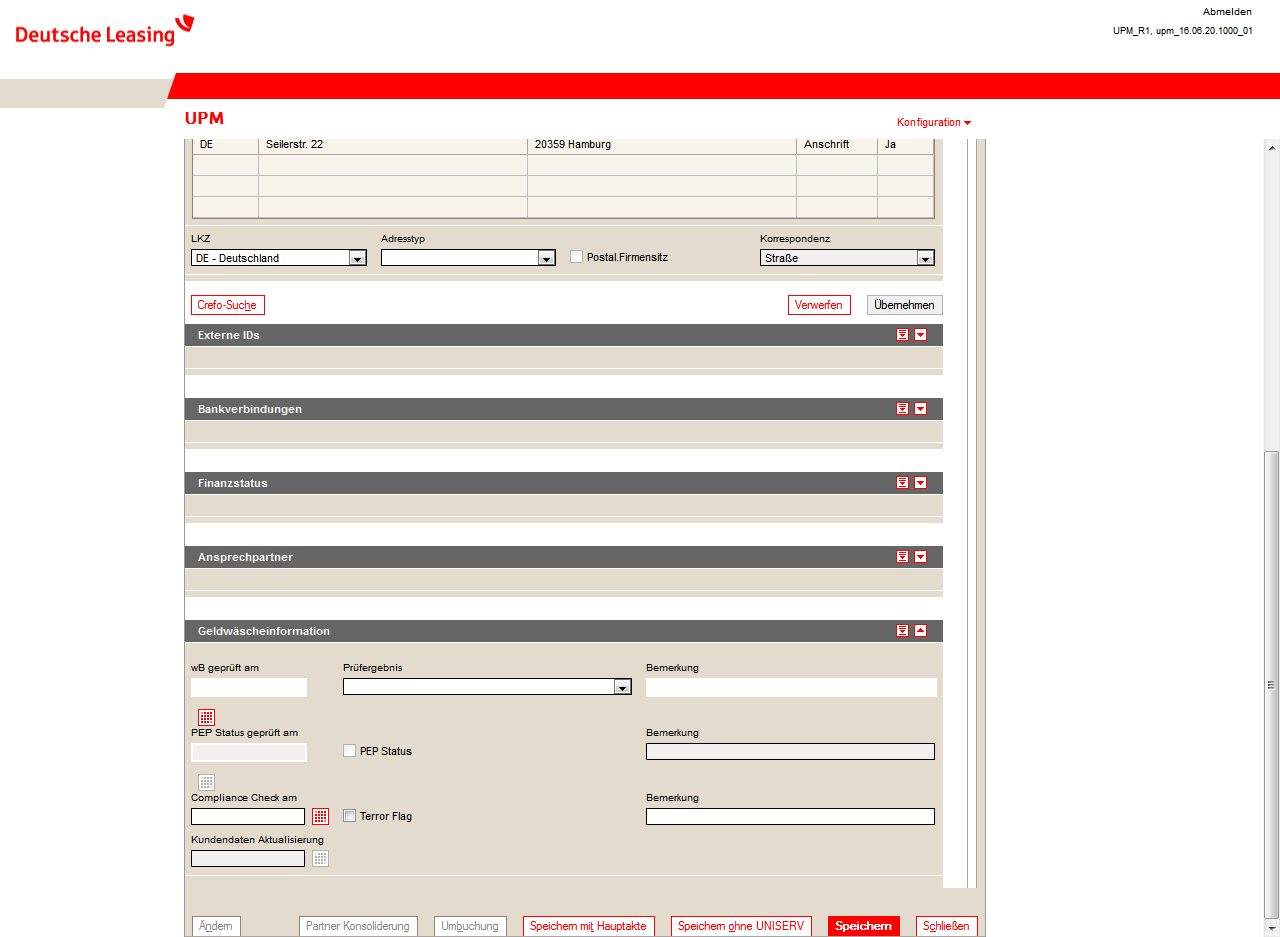 Deutsche Leasing
Abmelden
UPM_R1, upm_16.06.20.1000_01
UPM
Konfiguration
DE Seilerstr. 22 20359 Hamburg Anschrift Ja
LKZ Adresstyp Korrespondenz
DE - Deutschland Postal.Firmensitz Straße
Crefo-Suche Verwerfen Übernehmen
Externe IDs
Bankverbindungen
Finanzstatus
Ansprechpartner
Geldwäscheinformation
wB geprüft am Prüfergebnis Bemerkung
PEP Status geprüft am Bemerkung
PEP Status
Compliance Check am Bemerkung
Terror Flag
Kundendaten Aktualisierung
Ändern Partner Konsolidierung Umbuchung Speichern mit Hauptakte Speichern ohne UNISERV Speichern Schließen